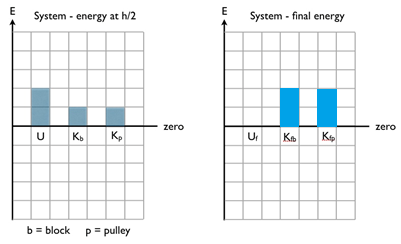 System - energy at h/2
E
zero
U Kb Kp
b = block p = pulley
System - final energy
E
zero
Uf Kfb Kfp